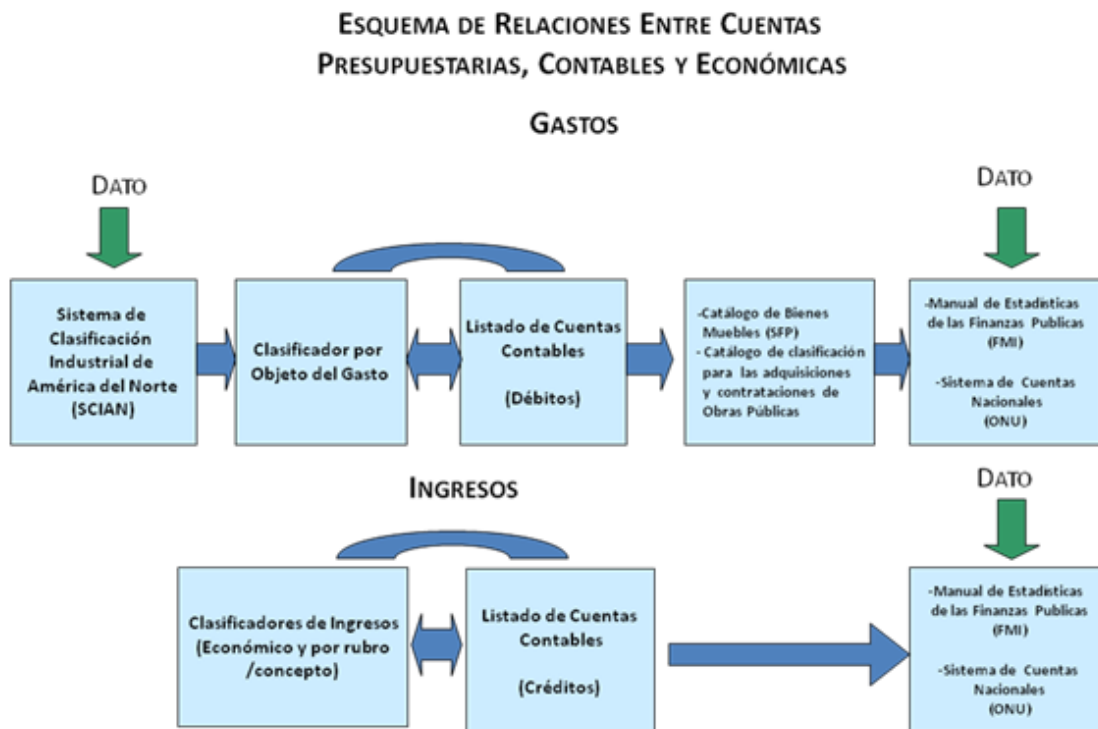 ESQUEMA DE RELACIONES ENTRE CUENTAS
PRESUPUESTARIAS, CONTABLES Y ECONÓMICAS
GASTOS
DATO
DATO
Sistema de
Clasificación
Industrial de
América del Norte
(SCIAN)
Clasificador por
Objeto del Gasto
Listado de Cuentas
Contables
(Débitos)
-Catálogo de Bienes
Muebles (SFP)
- Catálogo de clasificación
para las adquisiciones
y contrataciones de
Obras Públicas
-Manual de Estadísticas
de las Finanzas Publicas
(FMI)
-Sistema de Cuentas
Nacionales
(ONU)
INGRESOS
DATO
Clasificadores de Ingresos
(Económico y por rubro
/concepto)
Listado de Cuentas
Contables
(Créditos)
-Manual de Estadísticas
de las Finanzas Publicas
(FMI)
-Sistema de Cuentas
Nacionales
(ONU)